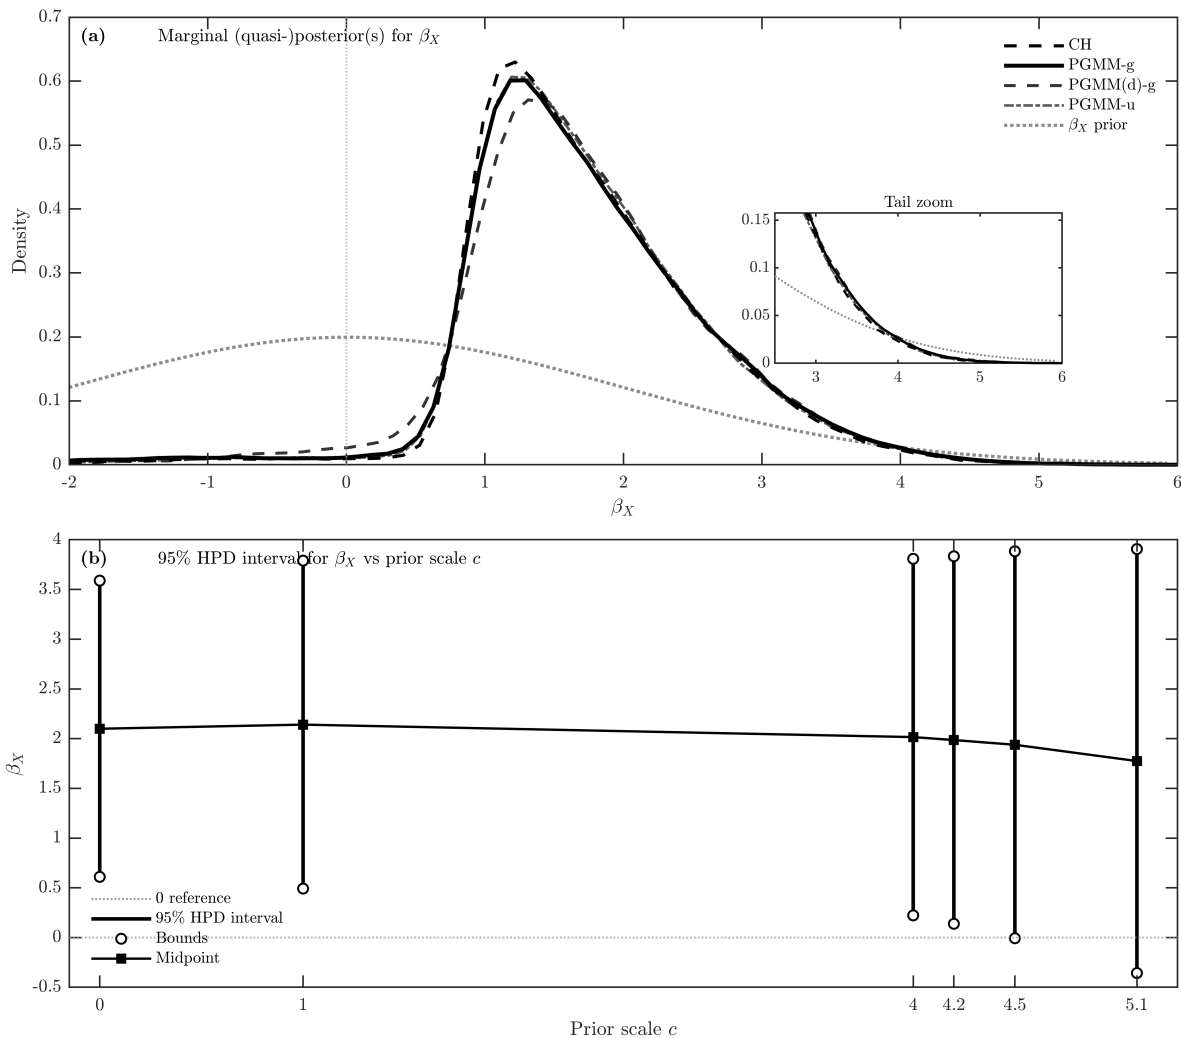 (a) Marginal (quasi-)posterior(s) for β_X
CH
PGMM-g
PGMM(d)-g
PGMM-u
β_X prior
0.7
0.6
0.5
0.4
0.3
0.2
0.1
0
Density
-2 -1 0 1 2 3 4 5 6
β_X
Tail zoom
0.15
0.1
0.05
0
3 4 5 6
(b) 95% HPD interval for β_X vs prior scale c
4
3.5
3
2.5
2
1.5
1
0.5
0
-0.5
β_X
0 reference
95% HPD interval
Bounds
Midpoint
0 1 4 4.2 4.5 5.1
Prior scale c